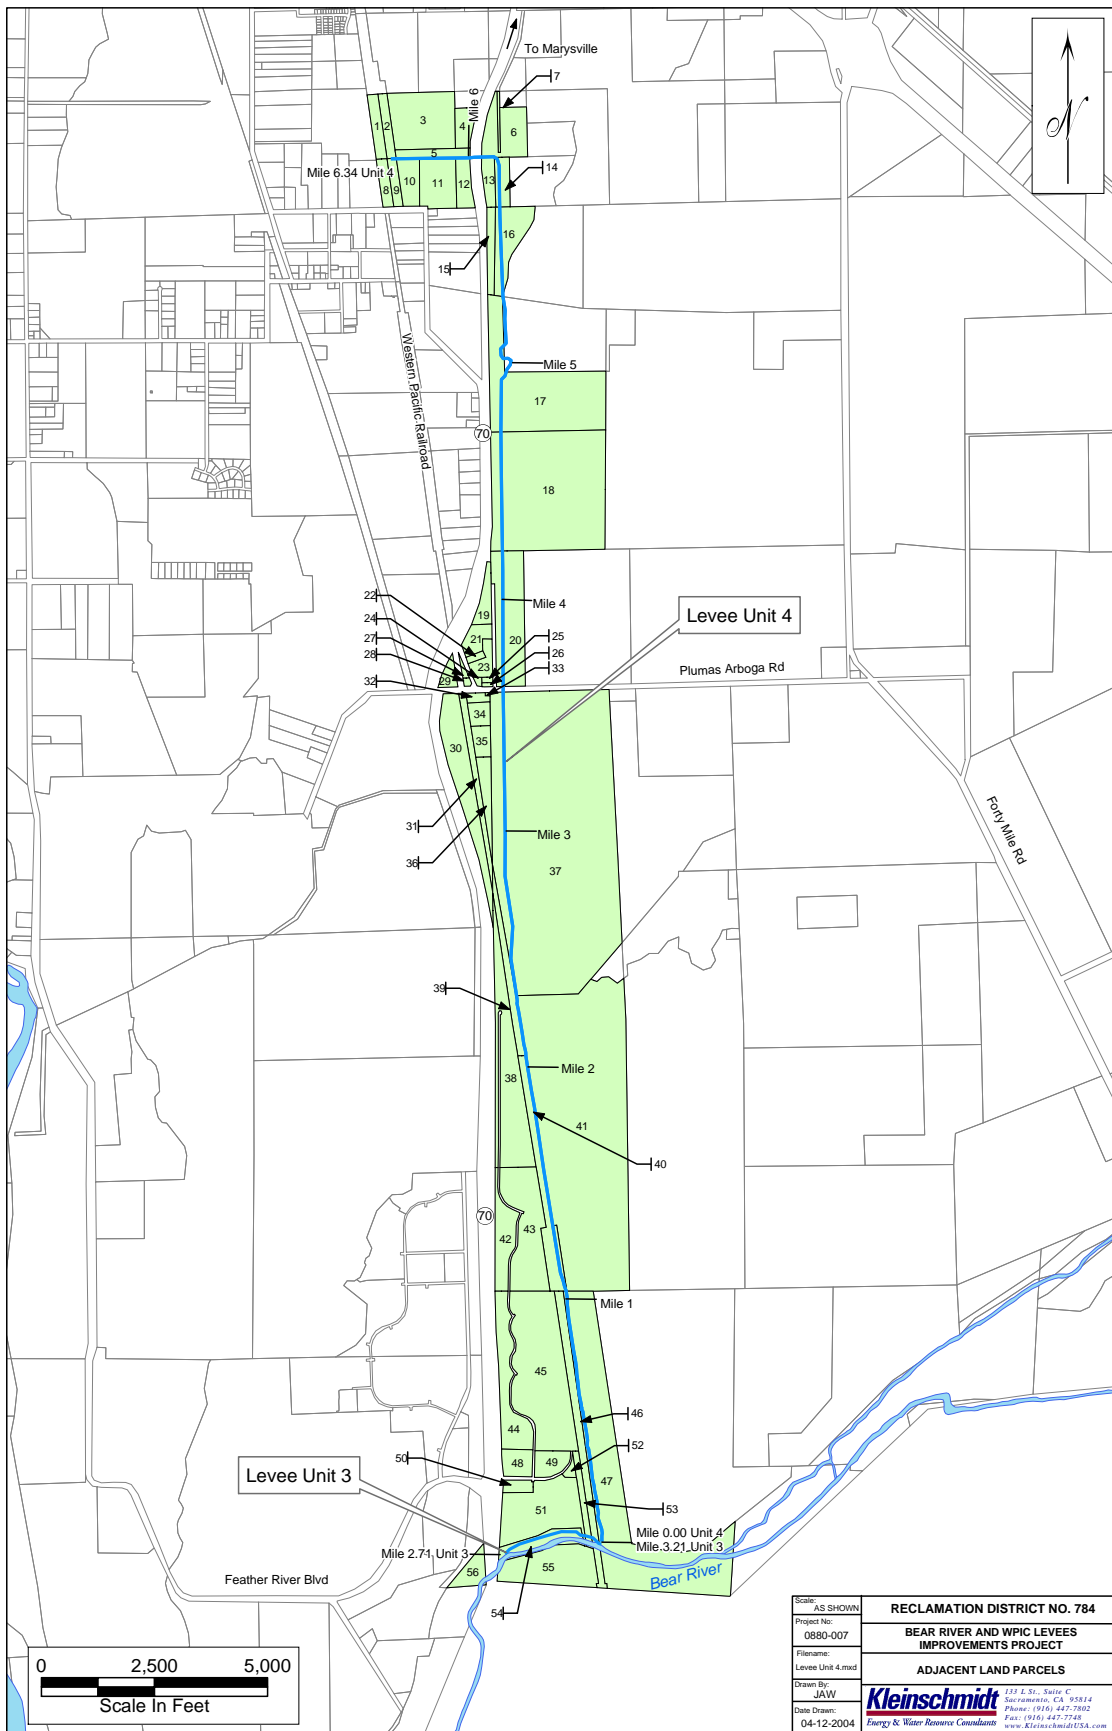 To Marysville
7
Mile 6
1
2
3
4
5
6
Mile 6.34 Unit 4
8
9
10
11
12
13
14
15
16
Western Pacific Railroad
Mile 5
17
70
18
22
24
27
28
32
19
21
23
29
20
Mile 4
25
26
33
Levee Unit 4
Plumas Arboga Rd
34
35
30
31
36
Mile 3
37
Forty Mile Rd
39
38
Mile 2
41
40
70
42
43
Mile 1
45
46
44
52
50
48
49
47
Levee Unit 3
51
53
Mile 0.00 Unit 4
Mile 3.21 Unit 3
Mile 2.71 Unit 3
56
55
54
Bear River
Feather River Blvd
0 2,500 5,000
Scale In Feet
Scale:
AS SHOWN
Project No:
0880-007
Filename:
Levee Unit 4.mxd
Drawn By:
JAW
Date Drawn:
04-12-2004
RECLAMATION DISTRICT NO. 784
BEAR RIVER AND WPIC LEVEES
IMPROVEMENTS PROJECT
ADJACENT LAND PARCELS
Kleinschmidt
Energy & Water Resource Consultants
133 L St., Suite C
Sacramento, CA 95814
Phone: (916) 447-7802
Fax: (916) 447-7748
www.KleinschmidtUSA.com
N